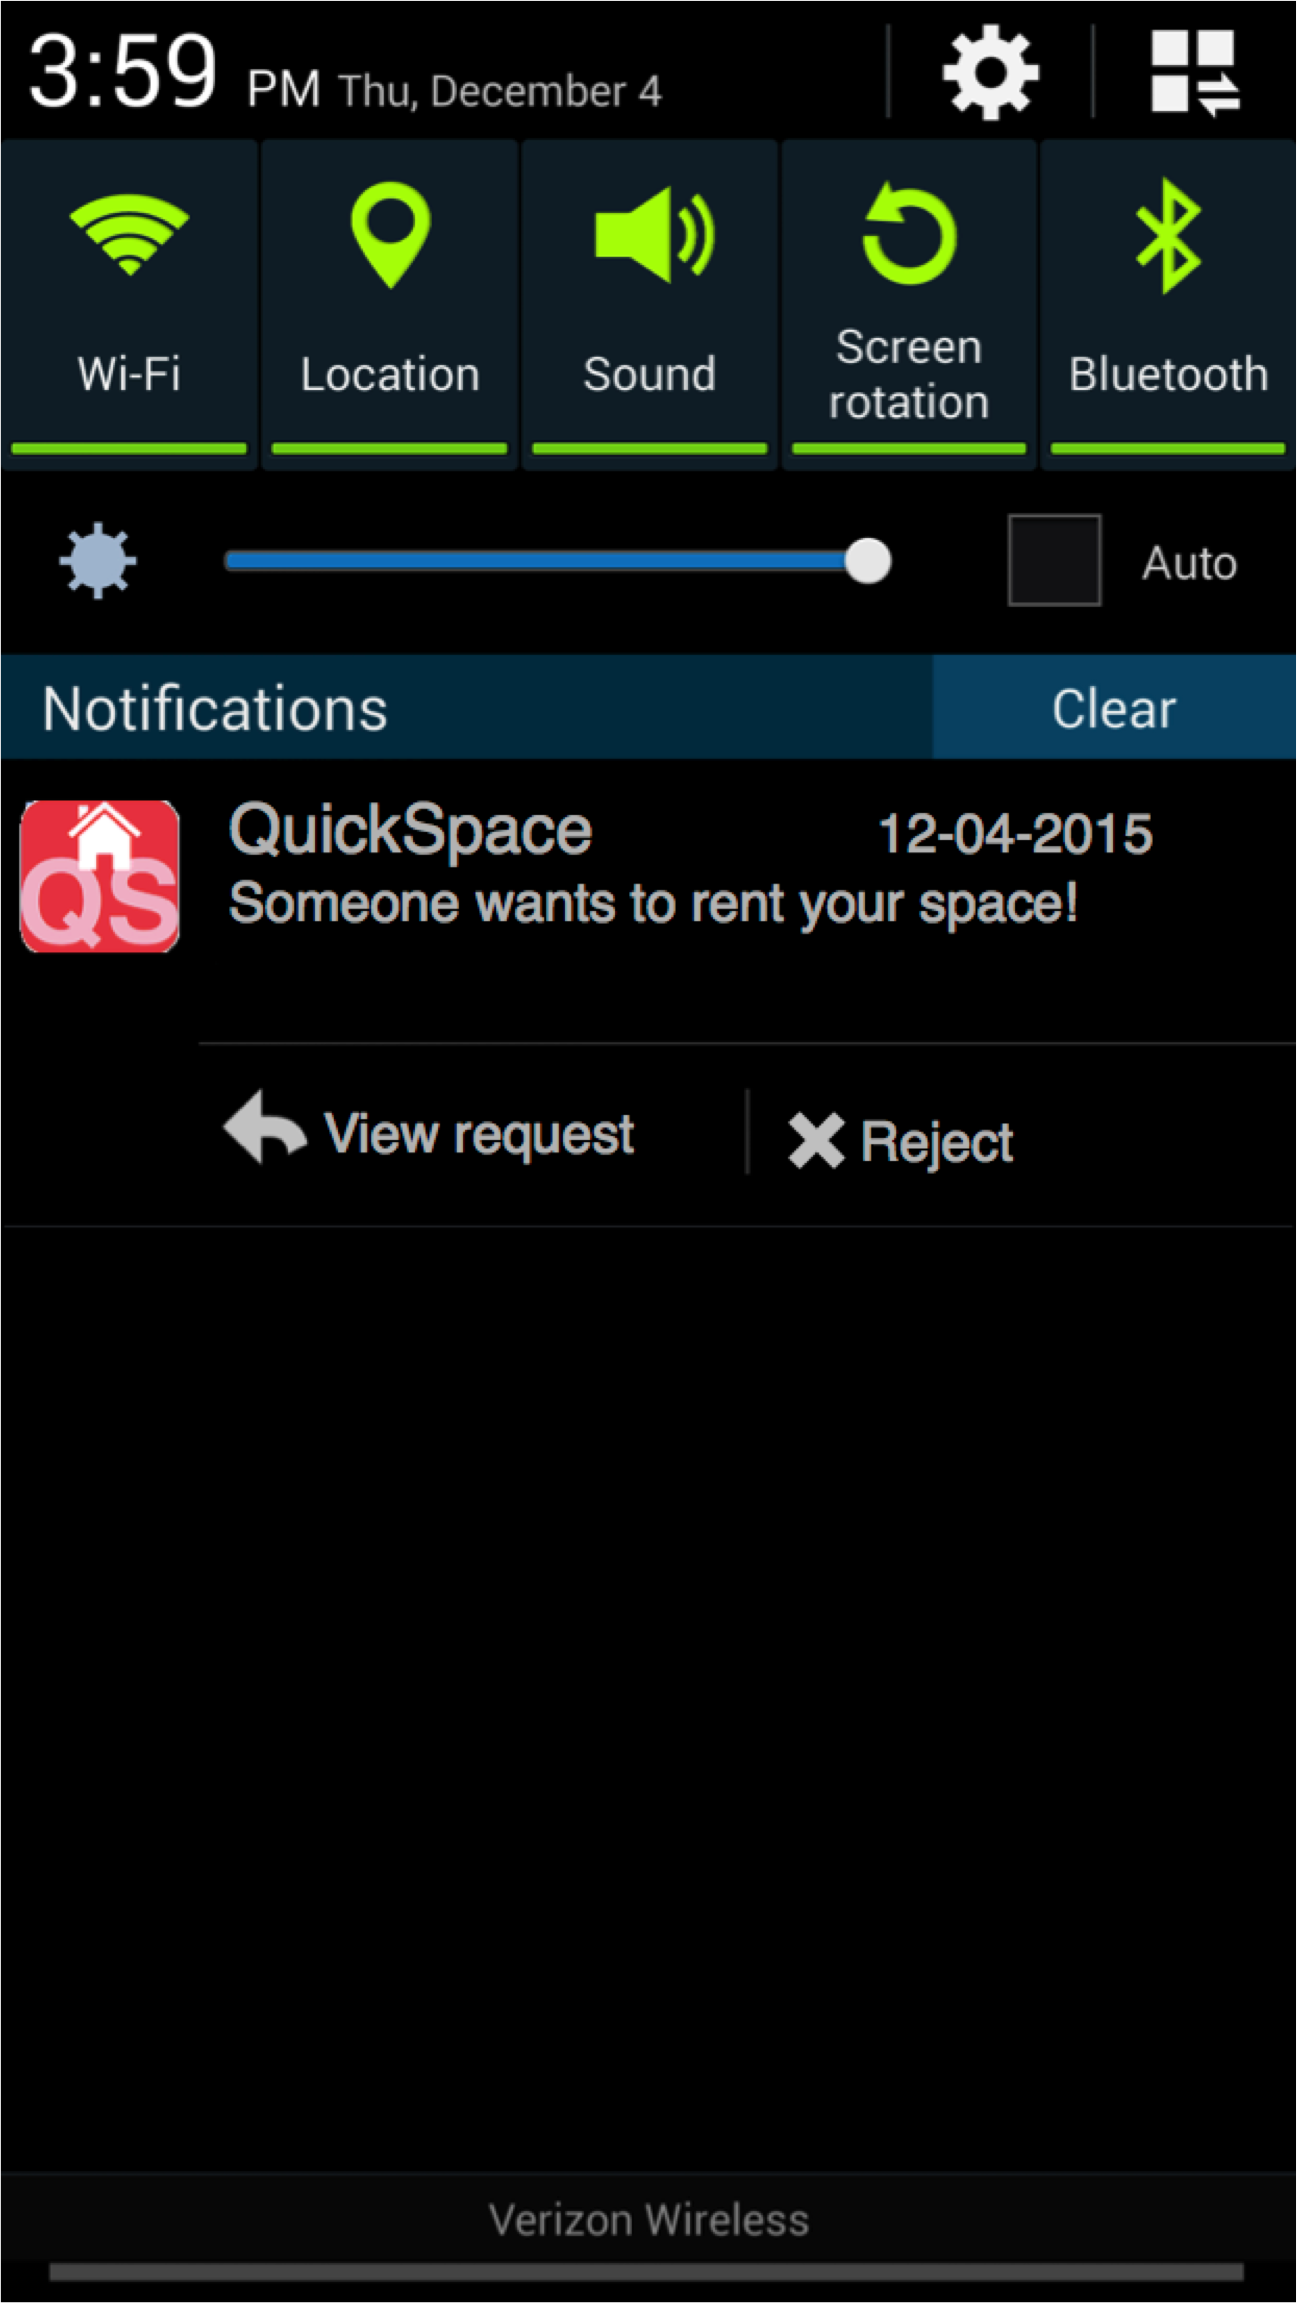 3:59 PM Thu, December 4
Wi-Fi
Location
Sound
Screen
rotation
Bluetooth
Auto
Notifications
Clear
QS
QuickSpace
12-04-2015
Someone wants to rent your space!
View request
Reject
Verizon Wireless